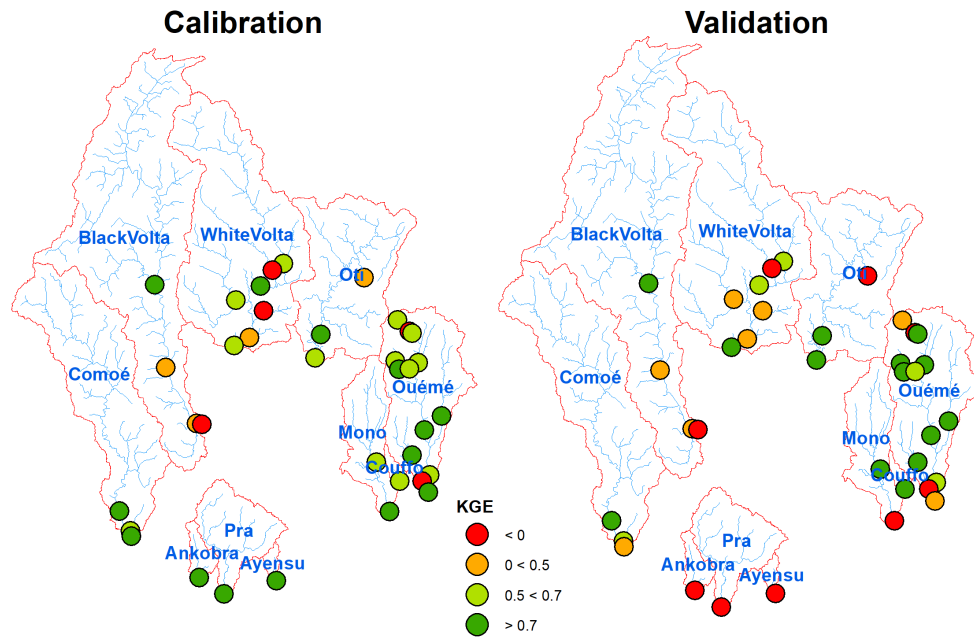 Calibration
Validation
BlackVolta
WhiteVolta
Oti
Comoé
Ouémé
Mono
Couffo
Pra
Ankobra
Ayensu
BlackVolta
WhiteVolta
Oti
Comoé
Ouémé
Mono
Couffo
Pra
Ankobra
Ayensu
KGE
< 0
0 < 0.5
0.5 < 0.7
> 0.7